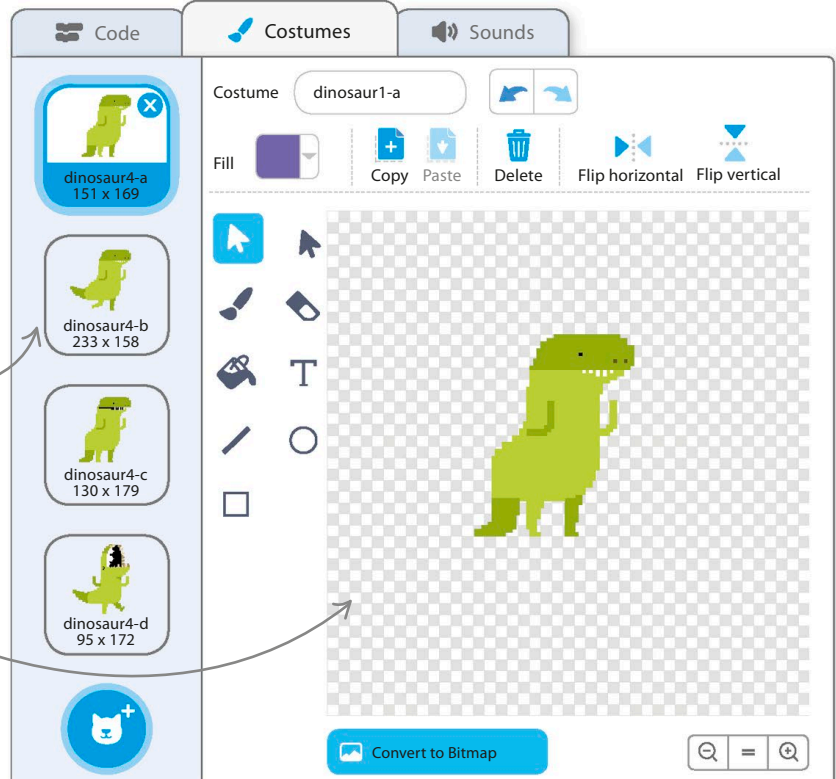 Code
Costumes
Sounds
dinosaur4-a
151 x 169
dinosaur4-b
233 x 158
dinosaur4-c
130 x 179
dinosaur4-d
95 x 172
Costume
dinosaur1-a
Fill
Copy
Paste
Delete
Flip horizontal
Flip vertical
T
Convert to Bitmap